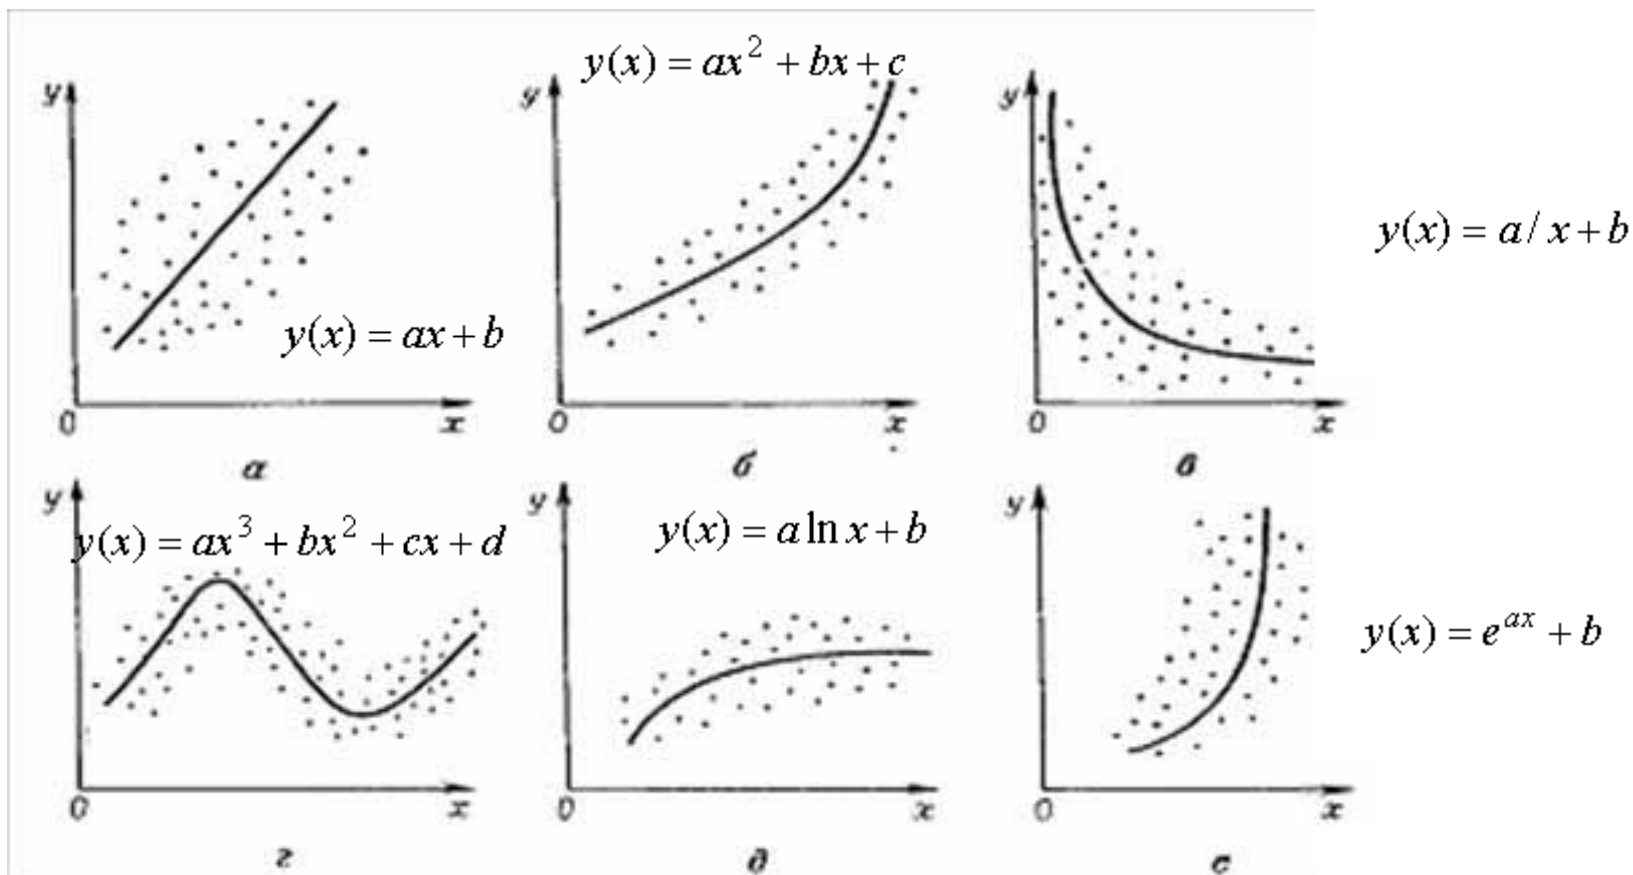 y(x) = ax² + bx + c
y
y
y
y(x) = a / x + b
y(x) = ax + b
0
x
0
x
0
x
а
б
в
y
y
y
y(x) = ax³ + bx² + cx + d
y(x) = a ln x + b
y(x) = e^{ax} + b
0
x
0
x
0
x
г
д
е